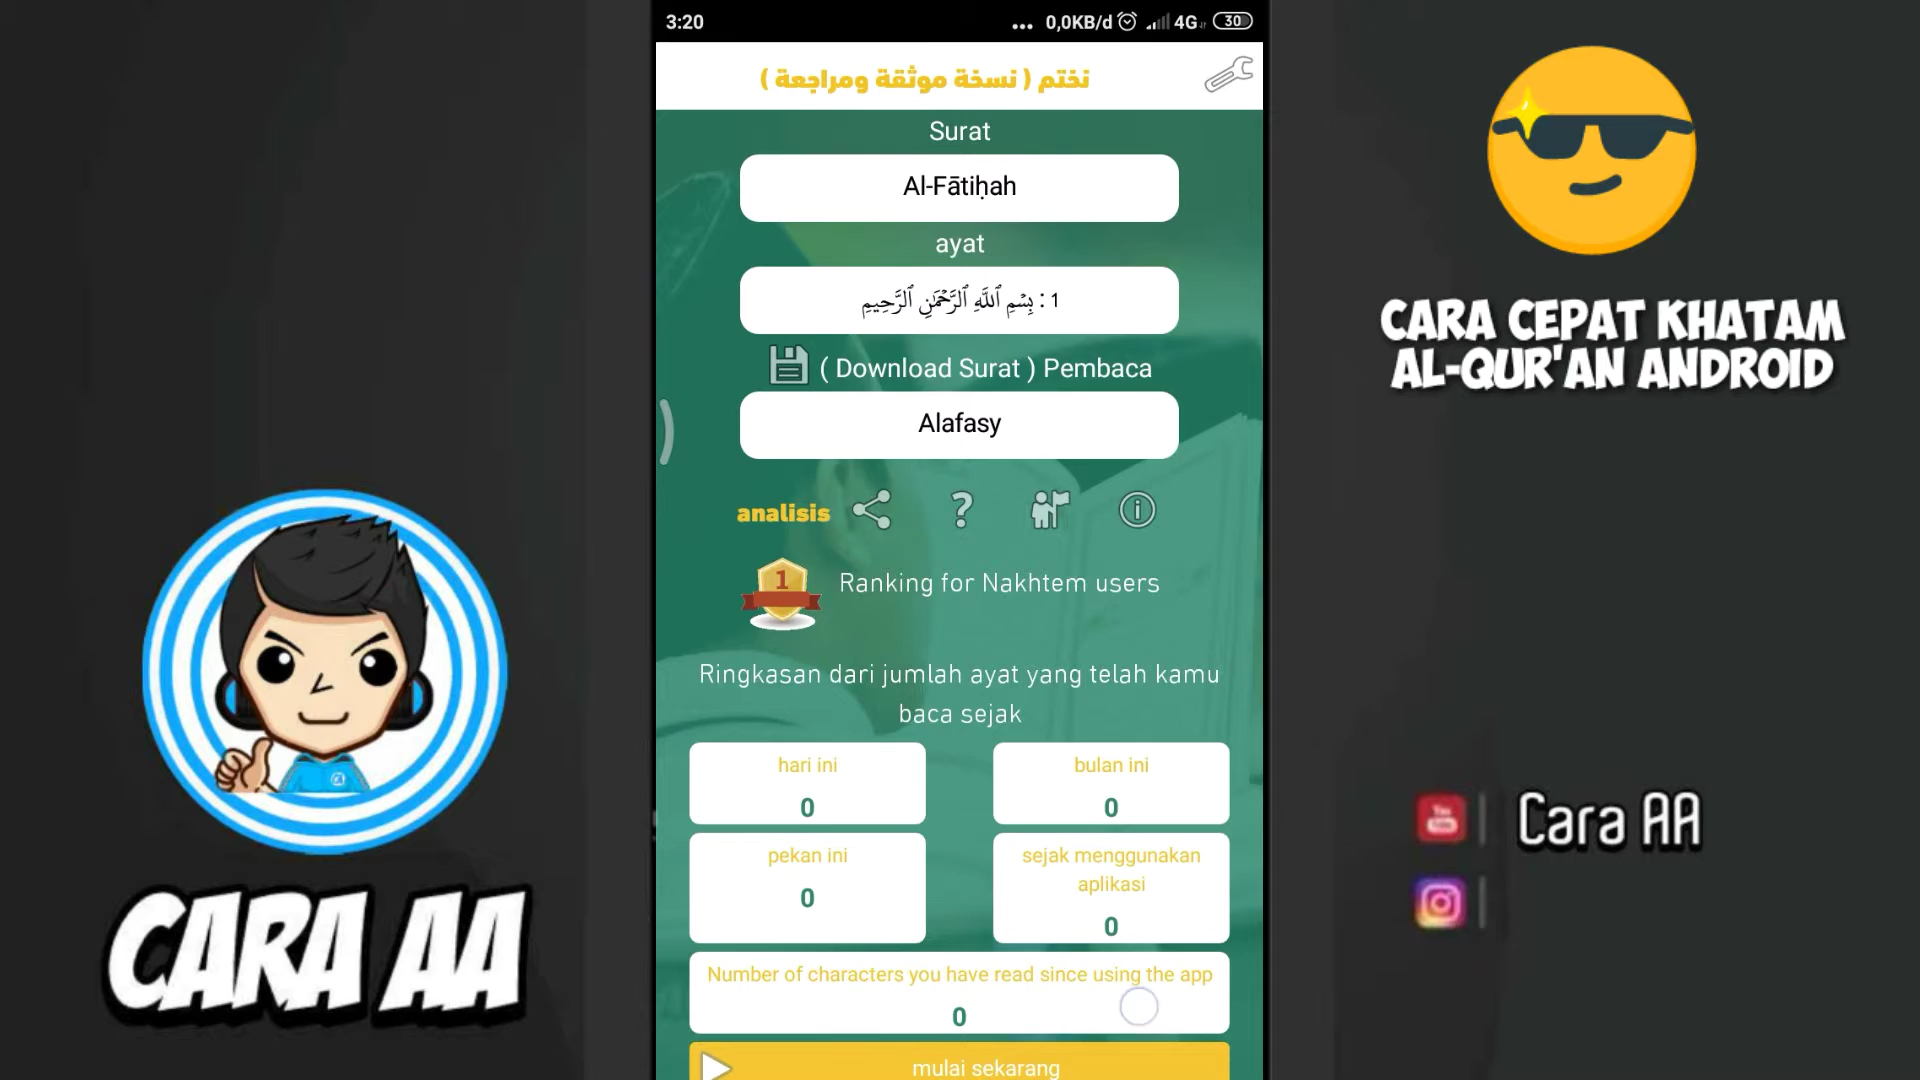 3:20
... 0,0KB/d 4G 30
نختم ( نسخة موثقة ومراجعة )
Surat
Al-Fātiḥah
ayat
1 : بِسۡمِ ٱللَّهِ ٱلرَّحۡمَٰنِ ٱلرَّحِيمِ
( Download Surat ) Pembaca
Alafasy
analisis
1
Ranking for Nakhtem users
Ringkasan dari jumlah ayat yang telah kamu
baca sejak
hari ini
0
bulan ini
0
pekan ini
0
sejak menggunakan
aplikasi
0
Number of characters you have read since using the app
0
mulai sekarang
CARA AA
CARA CEPAT KHATAM
AL-QUR'AN ANDROID
You
Tube
Cara AA